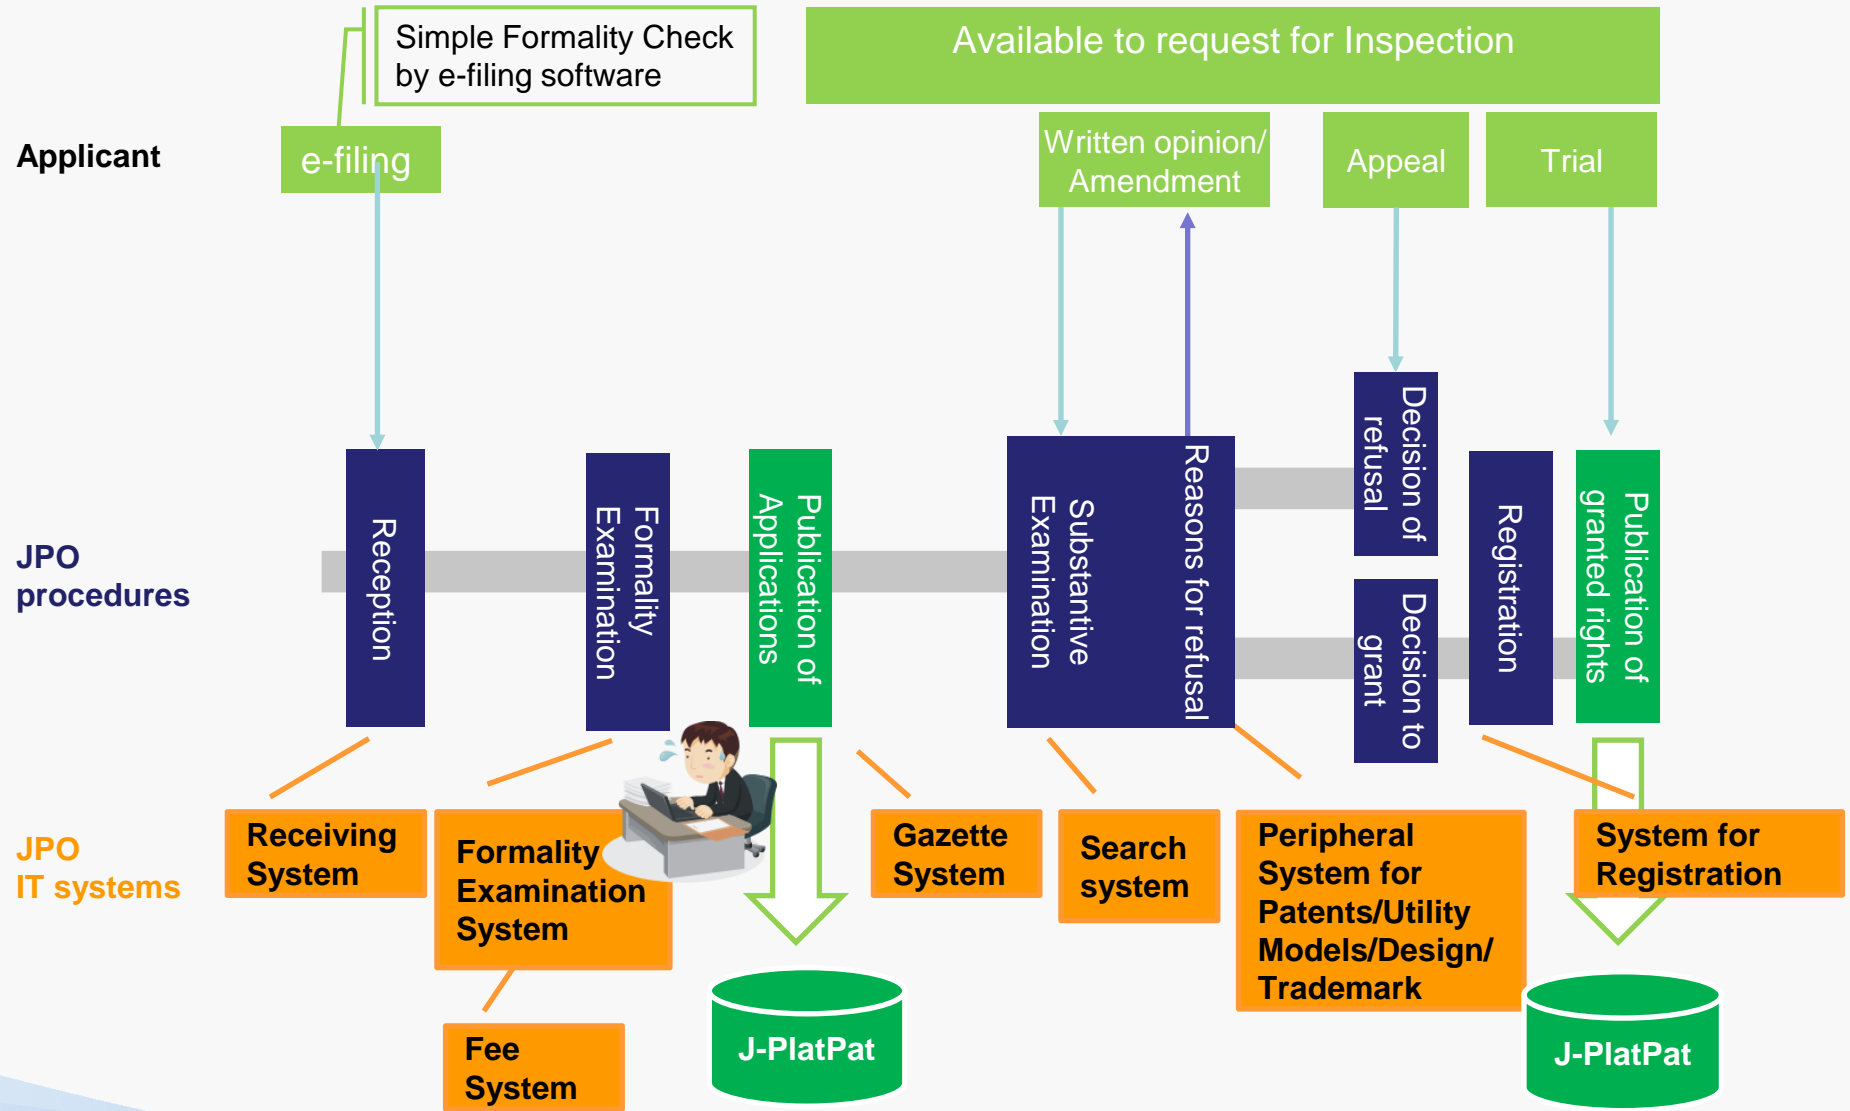 Simple Formality Check
by e-filing software
Available to request for Inspection
Applicant
e-filing
Written opinion/
Amendment
Appeal
Trial
JPO
procedures
Reception
Formality
Examination
Publication of
Applications
Substantive
Examination
Reasons for refusal
Decision of
refusal
Decision to
grant
Registration
Publication of
granted rights
JPO
IT systems
Receiving
System
Formality
Examination
System
Fee
System
Gazette
System
Search
system
Peripheral
System for
Patents/Utility
Models/Design/
Trademark
System for
Registration
J-PlatPat
J-PlatPat